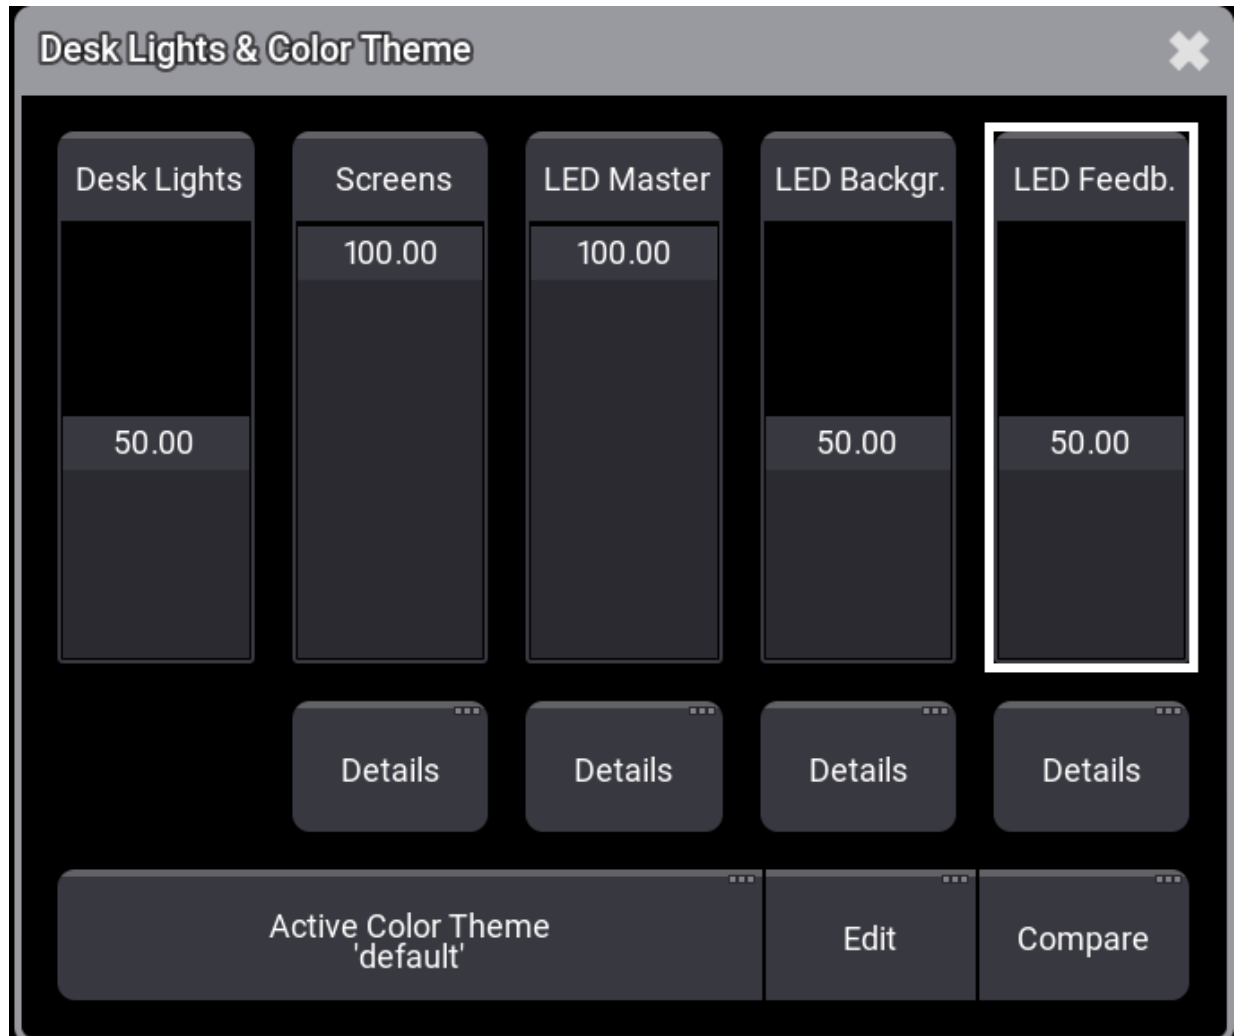 Desk Lights & Color Theme
Desk Lights
Screens
LED Master
LED Backgr.
LED Feedb.
100.00
100.00
50.00
50.00
50.00
Details
Details
Details
Details
Active Color Theme
'default'
Edit
Compare